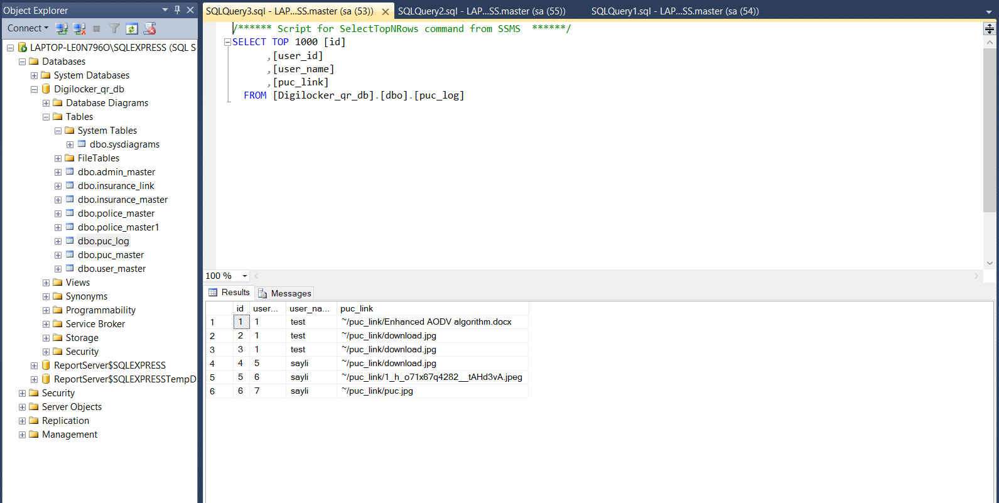 Object Explorer
Connect
LAPTOP-LE0N796O\SQLEXPRESS (SQL S
Databases
System Databases
Digilocker_qr_db
Database Diagrams
Tables
System Tables
dbo.sysdiagrams
FileTables
dbo.admin_master
dbo.insurance_link
dbo.insurance_master
dbo.police_master
dbo.police_master1
dbo.puc_log
dbo.puc_master
dbo.user_master
Views
Synonyms
Programmability
Service Broker
Storage
Security
ReportServer$SQLEXPRESS
ReportServer$SQLEXPRESSTempD
Security
Server Objects
Replication
Management
SQLQuery3.sql - LAP...SS.master (sa (53)) SQLQuery2.sql - LAP...SS.master (sa (55)) SQLQuery1.sql - LAP...SS.master (sa (54))
/****** Script for SelectTopNRows command from SSMS  ******/
SELECT TOP 1000 [id]
,[user_id]
,[user_name]
,[puc_link]
FROM [Digilocker_qr_db].[dbo].[puc_log]
100 %
Results Messages
id user... user_na... puc_link
1 1 1 test ~/puc_link/Enhanced AODV algorithm.docx
2 2 1 test ~/puc_link/download.jpg
3 3 1 test ~/puc_link/download.jpg
4 4 5 sayli ~/puc_link/download.jpg
5 5 6 sayli ~/puc_link/1_h_o71x67q4282__tAHd3vA.jpeg
6 6 7 sayli ~/puc_link/puc.jpg